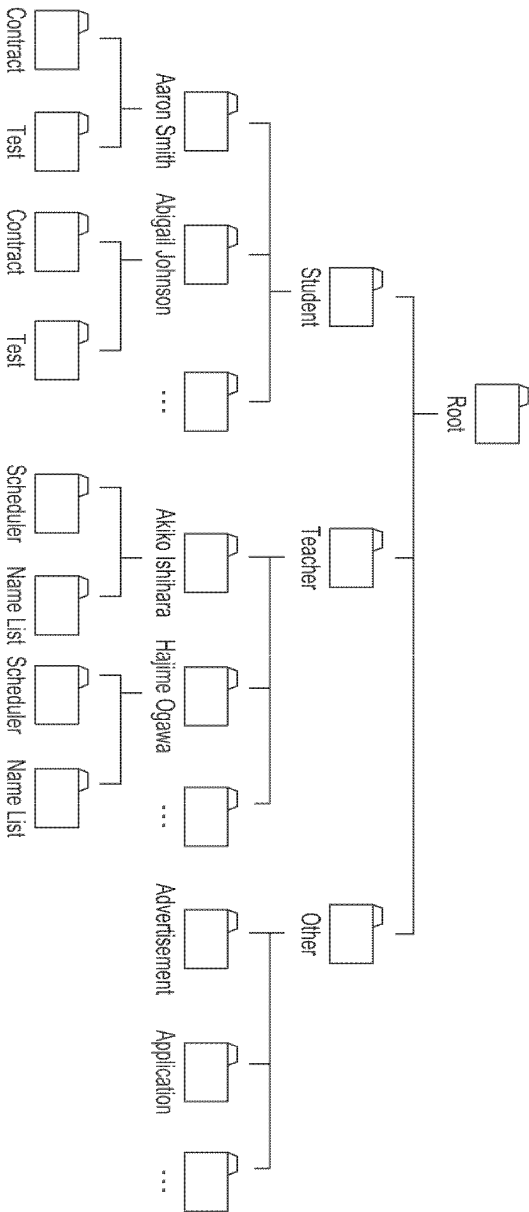 Root
Student
Teacher
Other
Aaron Smith
Abigail Johnson
...
Akiko Ishihara
Hajime Ogawa
...
Advertisement
Application
...
Contract
Test
Contract
Test
Scheduler
Name List
Scheduler
Name List